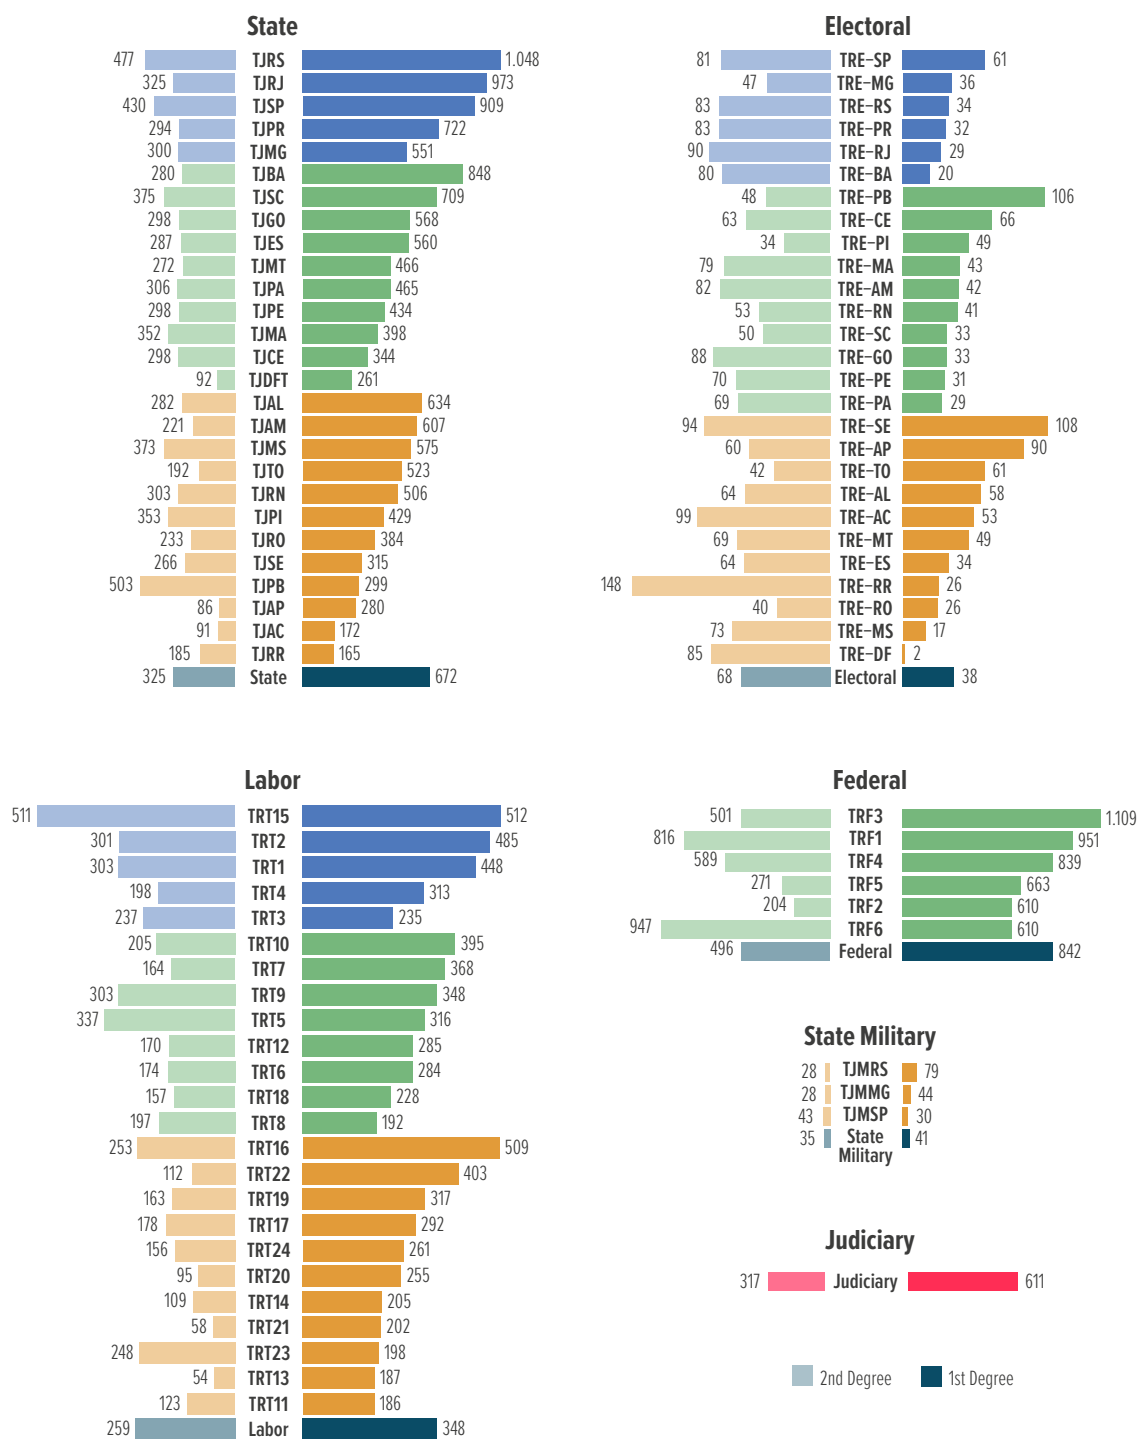 State
477 TJRS 1.048
325 TJRJ 973
430 TJSP 909
294 TJPR 722
300 TJMG 551
280 TJBA 848
375 TJSC 709
298 TJGO 568
287 TJES 560
272 TJMT 466
306 TJPA 465
298 TJPE 434
352 TJMA 398
298 TJCE 344
92 TJDFT 261
282 TJAL 634
221 TJAM 607
373 TJMS 575
192 TJTO 523
303 TJRN 506
353 TJPI 429
233 TJRO 384
266 TJSE 315
503 TJPB 299
86 TJAP 280
91 TJAC 172
185 TJRR 165
325 State 672
Electoral
81 TRE-SP 61
47 TRE-MG 36
83 TRE-RS 34
83 TRE-PR 32
90 TRE-RJ 29
80 TRE-BA 20
48 TRE-PB 106
63 TRE-CE 66
34 TRE-PI 49
79 TRE-MA 43
82 TRE-AM 42
53 TRE-RN 41
50 TRE-SC 33
88 TRE-GO 33
70 TRE-PE 31
69 TRE-PA 29
94 TRE-SE 108
60 TRE-AP 90
42 TRE-TO 61
64 TRE-AL 58
99 TRE-AC 53
69 TRE-MT 49
64 TRE-ES 34
148 TRE-RR 26
40 TRE-RO 26
73 TRE-MS 17
85 TRE-DF 2
68 Electoral 38
Labor
511 TRT15 512
301 TRT2 485
303 TRT1 448
198 TRT4 313
237 TRT3 235
205 TRT10 395
164 TRT7 368
303 TRT9 348
337 TRT5 316
170 TRT12 285
174 TRT6 284
157 TRT18 228
197 TRT8 192
253 TRT16 509
112 TRT22 403
163 TRT19 317
178 TRT17 292
156 TRT24 261
95 TRT20 255
109 TRT14 205
58 TRT21 202
248 TRT23 198
54 TRT13 187
123 TRT11 186
259 Labor 348
Federal
501 TRF3 1.109
816 TRF1 951
589 TRF4 839
271 TRF5 663
204 TRF2 610
947 TRF6 610
496 Federal 842
State Military
28 TJMRS 79
28 TJMMG 44
43 TJMSP 30
35 State 41
Military
Judiciary
317 Judiciary 611
2nd Degree 1st Degree